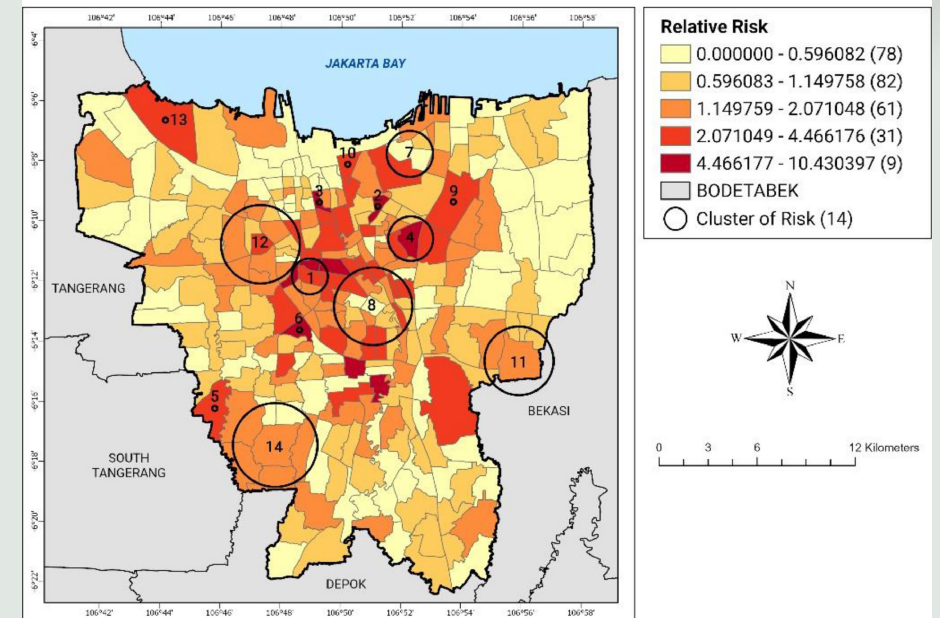 106°42' 106°44' 106°46' 106°48' 106°50' 106°52' 106°54' 106°56' 106°58'
6°4'
6°6'
6°8'
6°10'
6°12'
6°14'
6°16'
6°18'
6°20'
6°22'
JAKARTA BAY
13
10
7
3
2
9
12
4
1
TANGERANG
8
6
11
5
BEKASI
14
SOUTH
TANGERANG
DEPOK
106°42' 106°44' 106°46' 106°48' 106°50' 106°52' 106°54' 106°56' 106°58'
Relative Risk
0.000000 - 0.596082 (78)
0.596083 - 1.149758 (82)
1.149759 - 2.071048 (61)
2.071049 - 4.466176 (31)
4.466177 - 10.430397 (9)
BODETABEK
Cluster of Risk (14)
N
W E
S
0 3 6 12 Kilometers